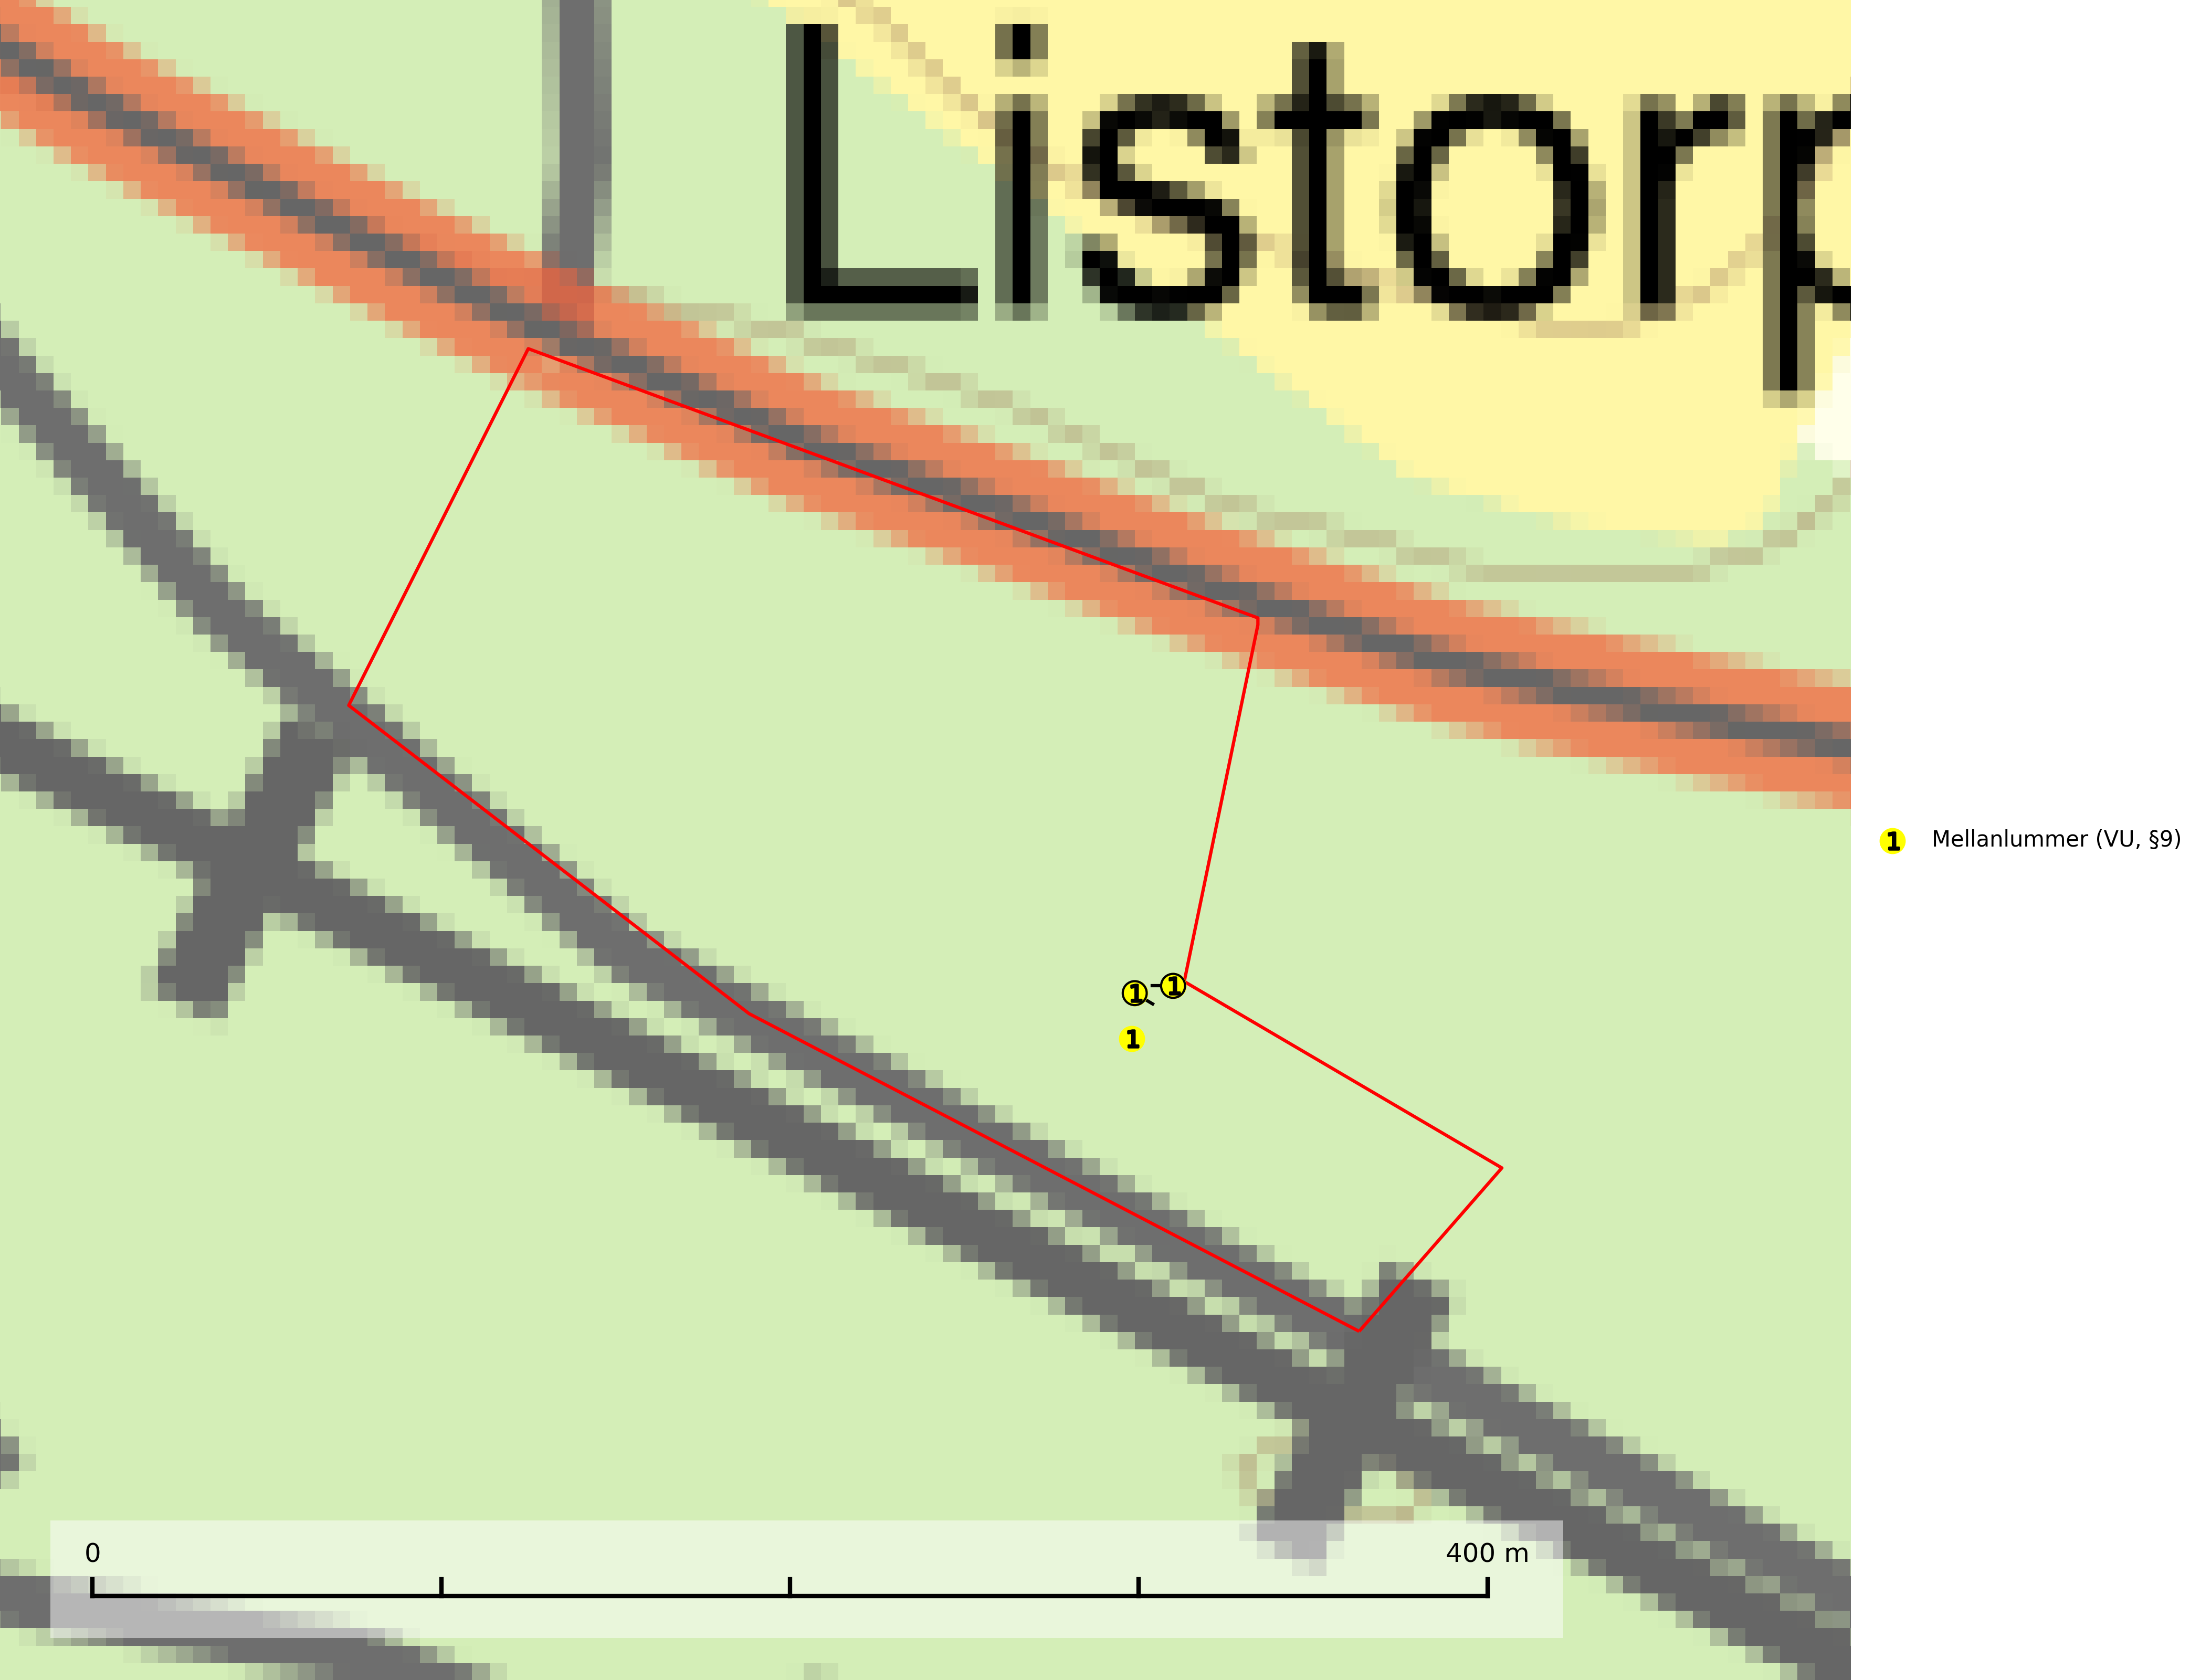 Listorp
1 Mellanlummer (VU, §9)
1 1
1
0 400 m